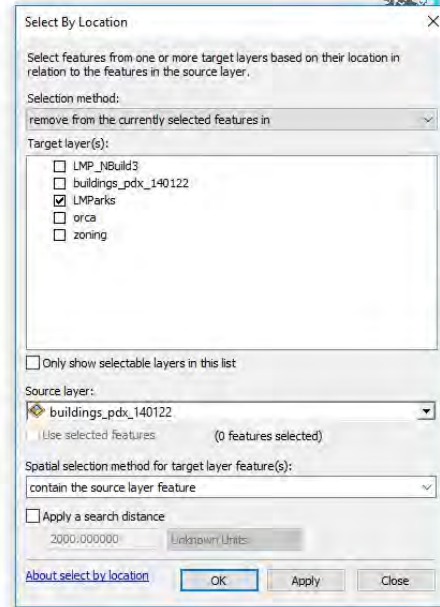 Select By Location
Select features from one or more target layers based on their location in
relation to the features in the source layer.
Selection method:
remove from the currently selected features in
Target layer(s):
LMP_NBuild3
buildings_pdx_140122
LMParks
orca
zoning
Only show selectable layers in this list
Source layer:
buildings_pdx_140122
Use selected features (0 features selected)
Spatial selection method for target layer feature(s):
contain the source layer feature
Apply a search distance
2000.000000 Unknown Units
About select by location OK Apply Close